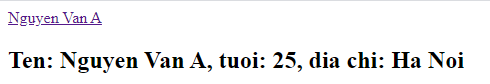 Nguyen Van A
Ten: Nguyen Van A, tuoi: 25, dia chi: Ha Noi